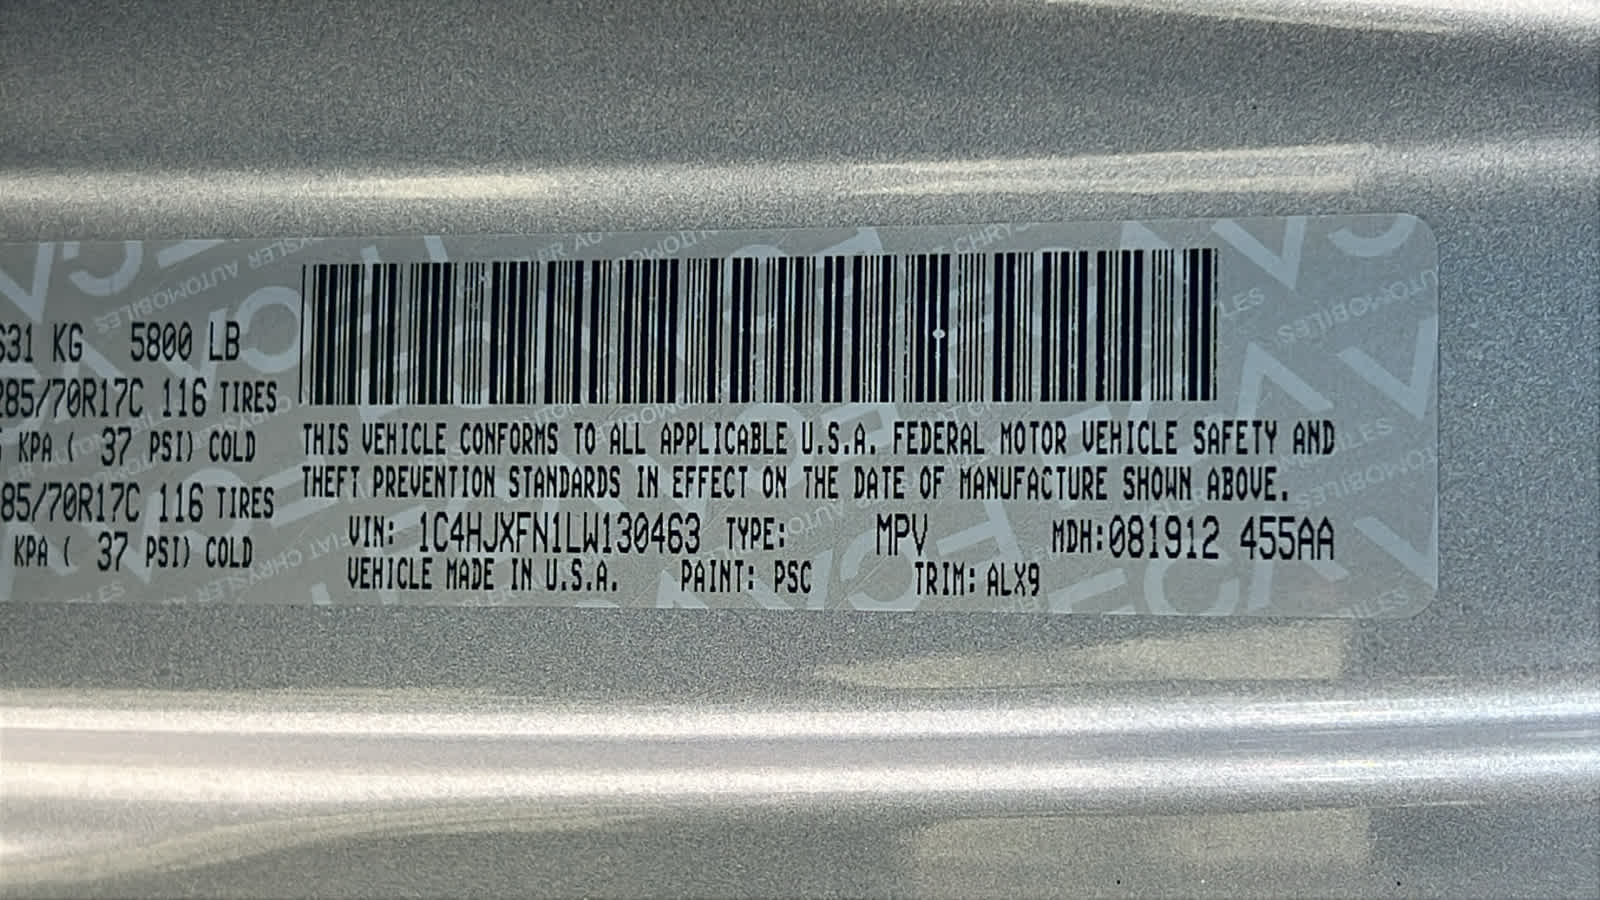 631 KG 5800 LB
285/70R17C 116 TIRES
KPA ( 37 PSI) COLD
285/70R17C 116 TIRES
KPA ( 37 PSI) COLD
THIS VEHICLE CONFORMS TO ALL APPLICABLE U.S.A. FEDERAL MOTOR VEHICLE SAFETY AND
THEFT PREVENTION STANDARDS IN EFFECT ON THE DATE OF MANUFACTURE SHOWN ABOVE.
VIN: 1C4HJXFN1LW130463 TYPE: MPV MDH:081912 455AA
VEHICLE MADE IN U.S.A. PAINT: PSC TRIM: ALX9